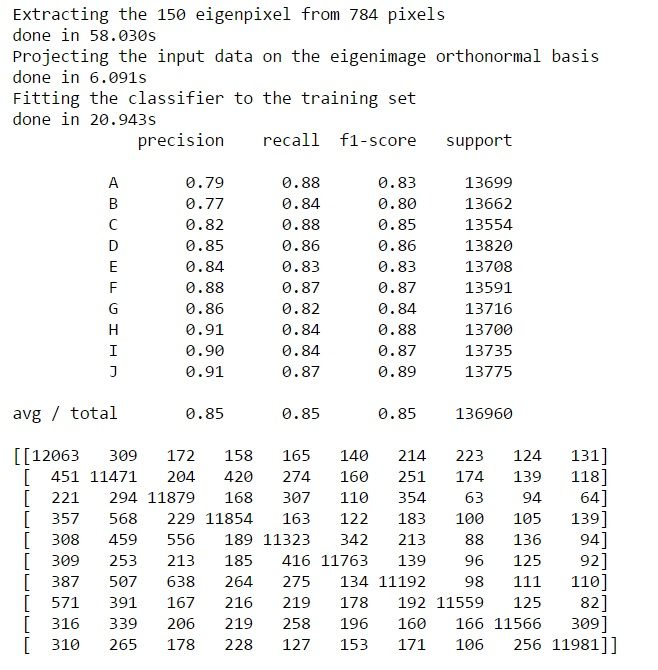 Extracting the 150 eigenpixel from 784 pixels
done in 58.030s
Projecting the input data on the eigenimage orthonormal basis
done in 6.091s
Fitting the classifier to the training set
done in 20.943s
precision recall f1-score support
A 0.79 0.88 0.83 13699
B 0.77 0.84 0.80 13662
C 0.82 0.88 0.85 13554
D 0.85 0.86 0.86 13820
E 0.84 0.83 0.83 13708
F 0.88 0.87 0.87 13591
G 0.86 0.82 0.84 13716
H 0.91 0.84 0.88 13700
I 0.90 0.84 0.87 13735
J 0.91 0.87 0.89 13775
avg / total 0.85 0.85 0.85 136960
[[12063 309 172 158 165 140 214 223 124 131]
[ 451 11471 204 420 274 160 251 174 139 118]
[ 221 294 11879 168 307 110 354 63 94 64]
[ 357 568 229 11854 163 122 183 100 105 139]
[ 308 459 556 189 11323 342 213 88 136 94]
[ 309 253 213 185 416 11763 139 96 125 92]
[ 387 507 638 264 275 134 11192 98 111 110]
[ 571 391 167 216 219 178 192 11559 125 82]
[ 316 339 206 219 258 196 160 166 11566 309]
[ 310 265 178 228 127 153 171 106 256 11981]]